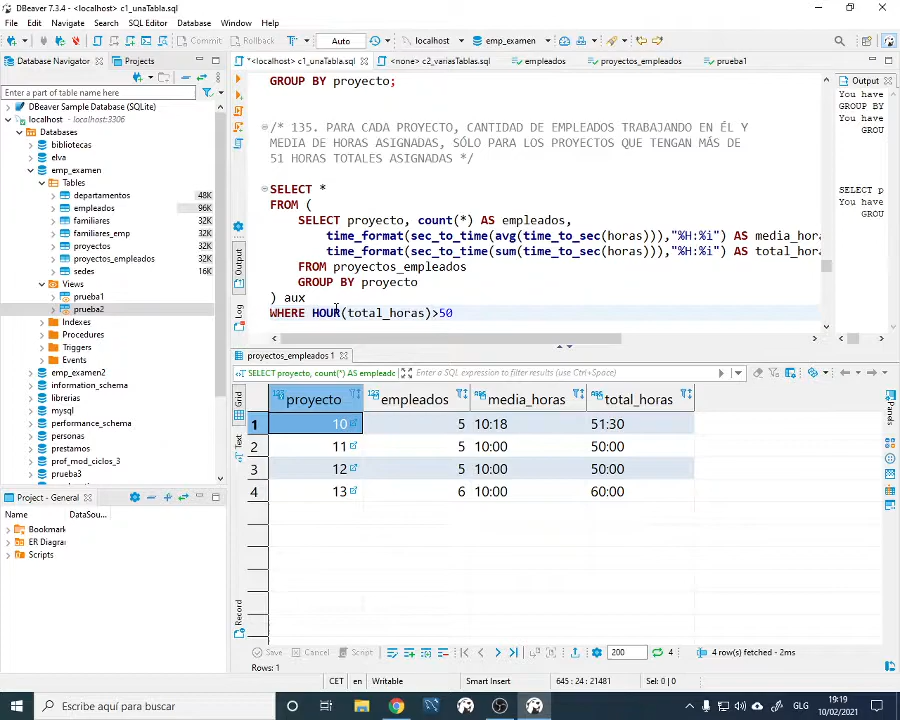 DBeaver 7.3.4 - <localhost> c1_unaTabla.sql
File Edit Navigate Search SQL Editor Database Window Help
Commit Rollback Auto localhost emp_examen
Database Navigator Projects *<localhost> c1_unaTabla.sql <none> c2_variasTablas.sql empleados proyectos_empleados prueba1
Enter a part of table name here
DBeaver Sample Database (SQLite)
localhost - localhost:3306
Databases
bibliotecas
elva
emp_examen
Tables
departamentos 48K
empleados 96K
familiares 32K
familiares_emp 32K
proyectos 32K
proyectos_empleados 32K
sedes 16K
Views
prueba1
prueba2
Indexes
Procedures
Triggers
Events
emp_examen2
information_schema
librerias
mysql
performance_schema
personas
prestamos
prof_mod_ciclos_3
prueba3
GROUP BY proyecto;
/* 135. PARA CADA PROYECTO, CANTIDAD DE EMPLEADOS TRABAJANDO EN ÉL Y
MEDIA DE HORAS ASIGNADAS, SÓLO PARA LOS PROYECTOS QUE TENGAN MÁS DE
51 HORAS TOTALES ASIGNADAS */
SELECT *
FROM (
SELECT proyecto, count(*) AS empleados,
time_format(sec_to_time(avg(time_to_sec(horas))),"%H:%i") AS media_hora
time_format(sec_to_time(sum(time_to_sec(horas))),"%H:%i") AS total_hora
FROM proyectos_empleados
GROUP BY proyecto
) aux
WHERE HOUR(total_horas)>50
Output
Log
Output
You have
GROUP BY
You have
GROU
SELECT p
You have
GROU
proyectos_empleados 1
SELECT proyecto, count(*) AS empleadc Enter a SQL expression to filter results (use Ctrl+Space)
Grid
Text
Record
Panels
proyecto empleados media_horas total_horas
1 10 5 10:18 51:30
2 11 5 10:00 50:00
3 12 5 10:00 50:00
4 13 6 10:00 60:00
Project - General
Name DataSou...
Bookmark
ER Diagra
Scripts
Save Cancel Script 200 4 4 row(s) fetched - 2ms
Rows: 1
CET en Writable Smart Insert 645 : 24 : 21481 Sel: 0 | 0
Escribe aquí para buscar
GLG
19:19
10/02/2021